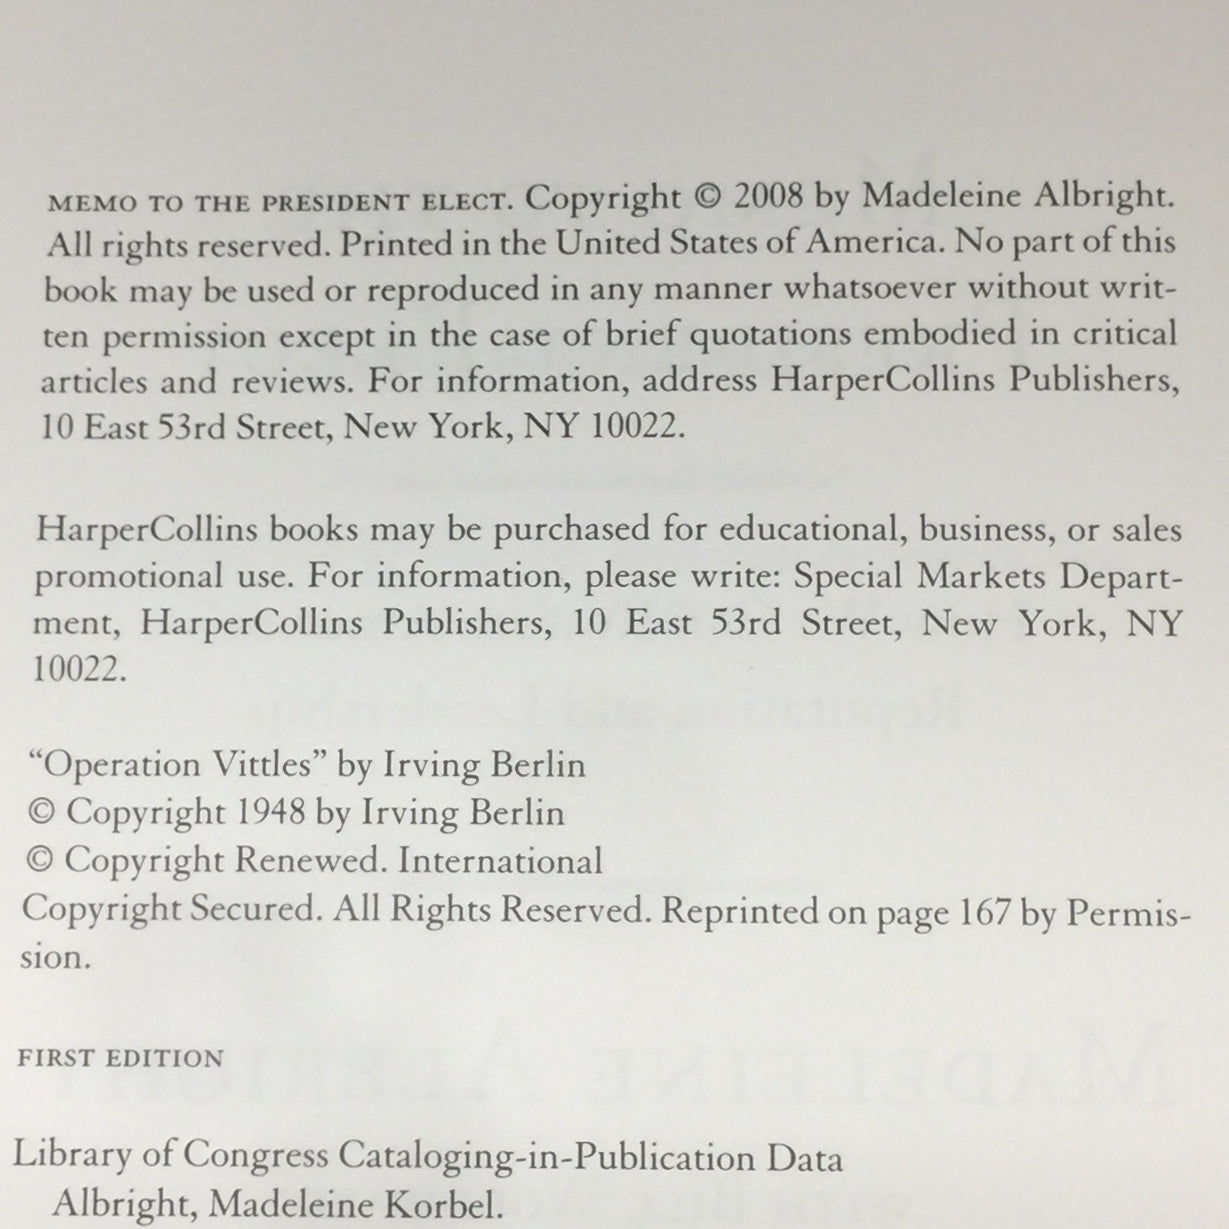 MEMO TO THE PRESIDENT ELECT. Copyright © 2008 by Madeleine Albright.
All rights reserved. Printed in the United States of America. No part of this
book may be used or reproduced in any manner whatsoever without writ-
ten permission except in the case of brief quotations embodied in critical
articles and reviews. For information, address HarperCollins Publishers,
10 East 53rd Street, New York, NY 10022.
HarperCollins books may be purchased for educational, business, or sales
promotional use. For information, please write: Special Markets Depart-
ment, HarperCollins Publishers, 10 East 53rd Street, New York, NY
10022.
“Operation Vittles” by Irving Berlin
© Copyright 1948 by Irving Berlin
© Copyright Renewed. International
Copyright Secured. All Rights Reserved. Reprinted on page 167 by Permis-
sion.
FIRST EDITION
Library of Congress Cataloging-in-Publication Data
Albright, Madeleine Korbel.